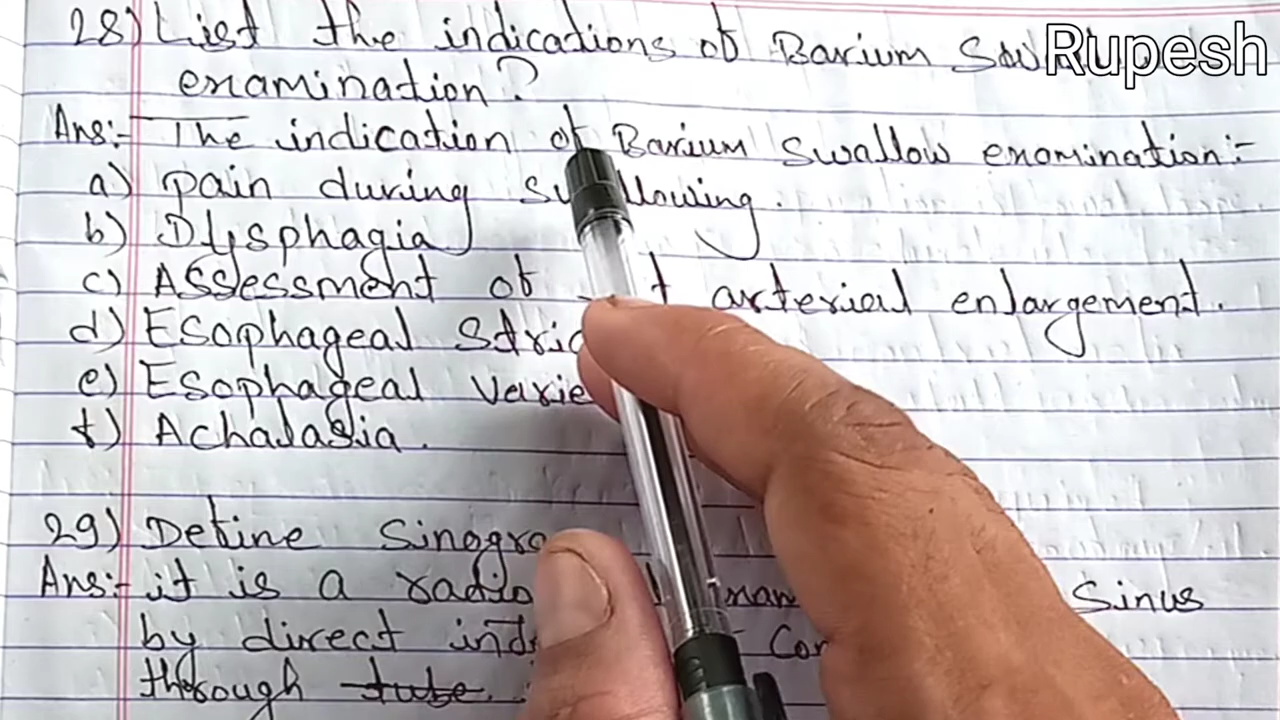 28) List the indications of Barium
Rupesh
examination?
Ans:- The indication of Barium Swallow examination:-
a) pain during
b) Dysphagia
c) Assessment of arterial enlargement.
d) Esophageal
e) Esophageal
f) Achalasia.
29) Define
Ans:- it is a Sinus
by direct
through